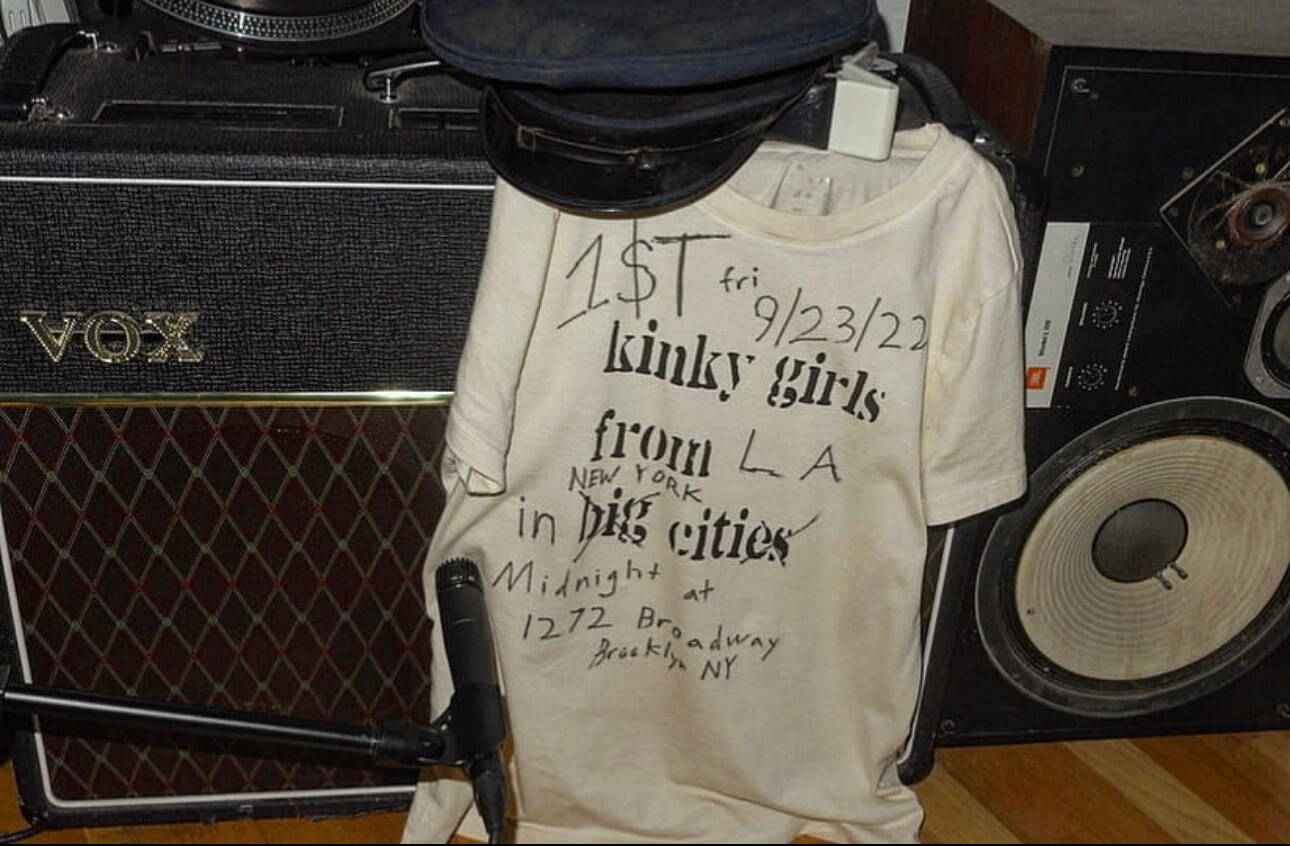 VOX
1$T fri
9/23/22
kinky girls
from L A
NEW YORK
in big cities
Midnight at
1272 Broadway
Brooklyn NY
JBL